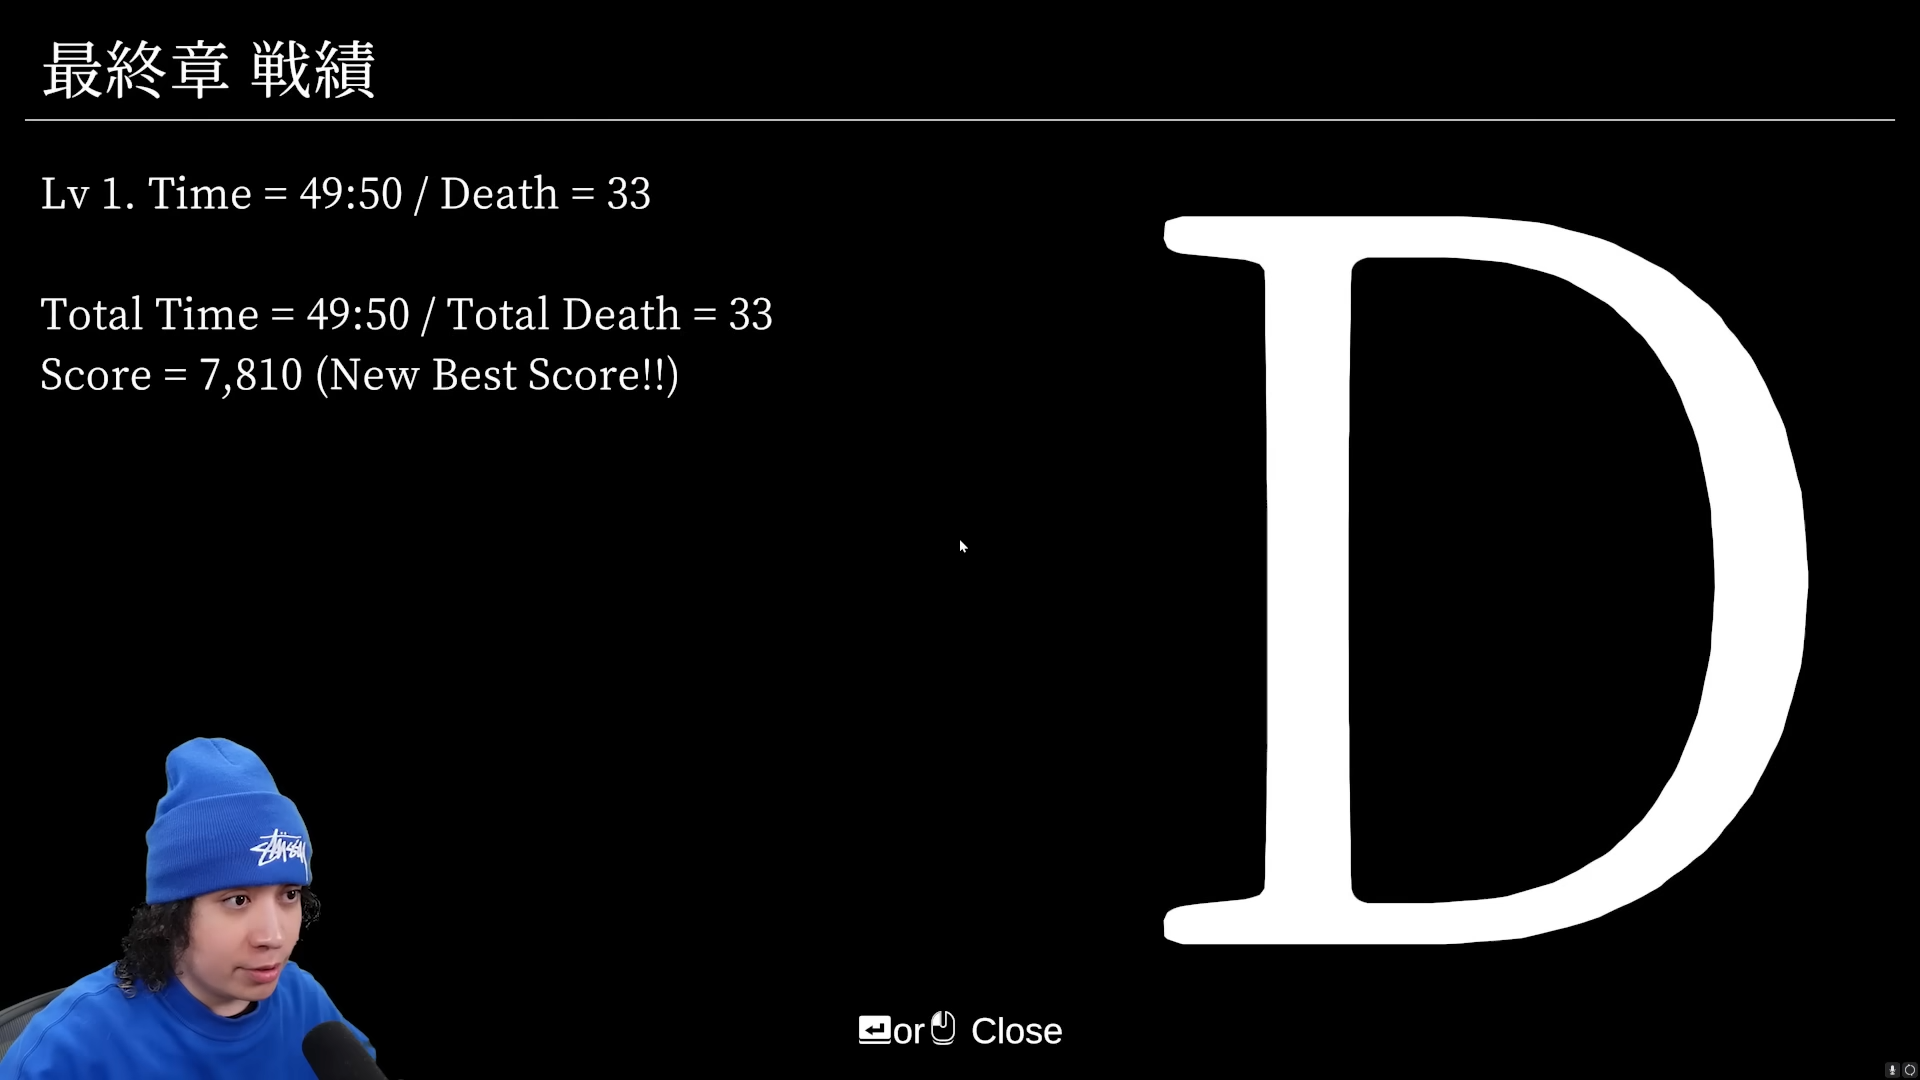 最終章 戦績
Lv 1. Time = 49:50 / Death = 33
Total Time = 49:50 / Total Death = 33
Score = 7,810 (New Best Score!!)
D
Stüssy
or Close